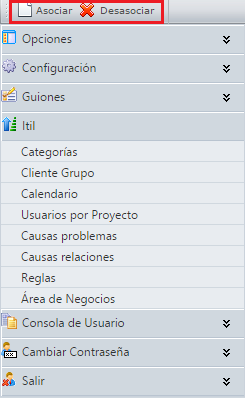 Asociar Desasociar
Opciones
Configuración
Guiones
Itil
Categorías
Cliente Grupo
Calendario
Usuarios por Proyecto
Causas problemas
Causas relaciones
Reglas
Área de Negocios
Consola de Usuario
Cambiar Contraseña
Salir